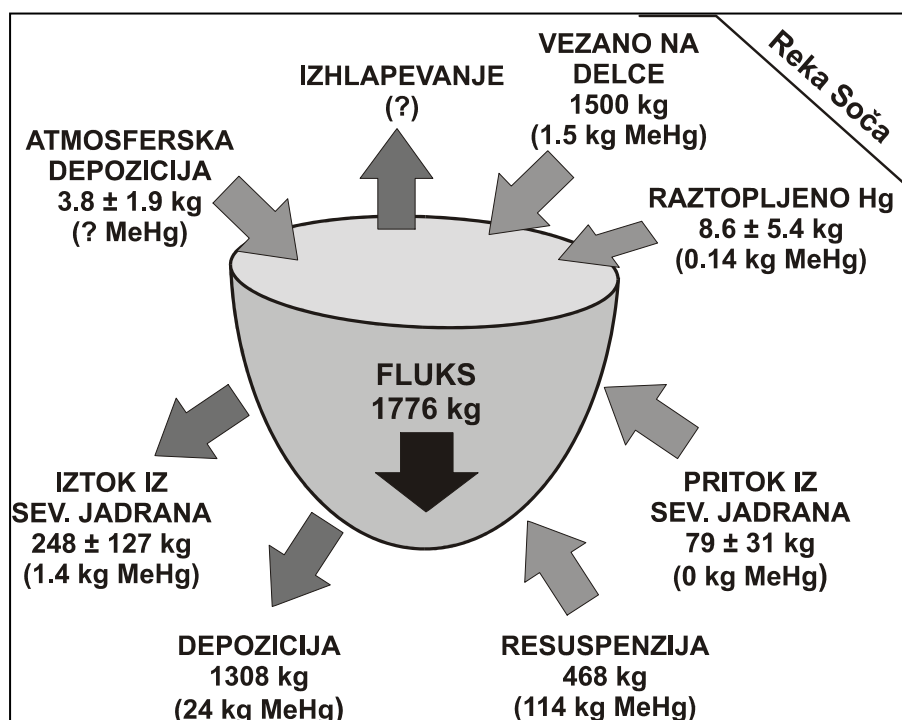 Reka Soča
IZHLAPEVANJE
(?)
VEZANO NA
DELCE
1500 kg
(1.5 kg MeHg)
ATMOSFERSKA
DEPOZICIJA
3.8 ± 1.9 kg
(? MeHg)
RAZTOPLJENO Hg
8.6 ± 5.4 kg
(0.14 kg MeHg)
FLUKS
1776 kg
IZTOK IZ
SEV. JADRANA
248 ± 127 kg
(1.4 kg MeHg)
PRITOK IZ
SEV. JADRANA
79 ± 31 kg
(0 kg MeHg)
DEPOZICIJA
1308 kg
(24 kg MeHg)
RESUSPENZIJA
468 kg
(114 kg MeHg)